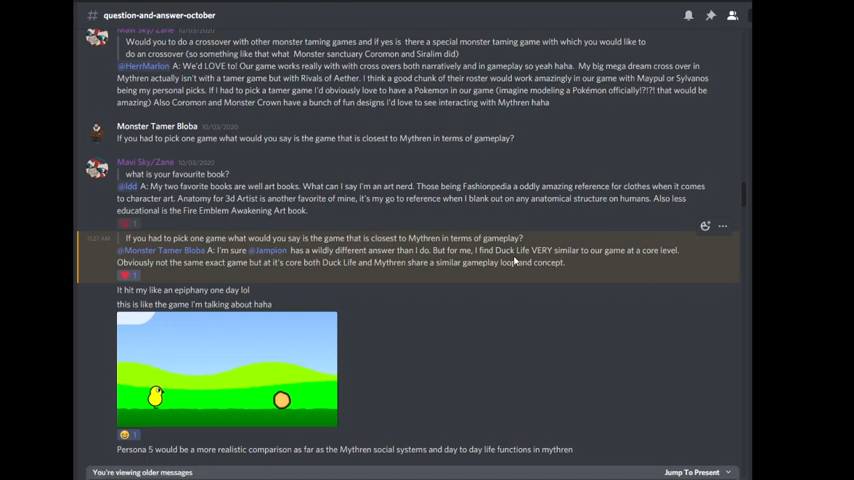 # question-and-answer-october
Mavi Sky/Zane 10/03/2020
Would you to do a crossover with other monster taming games and if yes is there a special monster taming game with which you would like to
do an crossover (so something like that what Monster sanctuary Coromon and Siralim did)
@HerrMarlon A: We'd LOVE to! Our game works really with with cross overs both narratively and in gameplay so yeah haha. My big mega dream cross over in
Mythren actually isn't with a tamer game but with Rivals of Aether. I think a good chunk of their roster would work amazingly in our game with Maypul or Sylvanos
being my personal picks. If I had to pick a tamer game I'd obviously love to have a Pokemon in our game (imagine modeling a Pokémon officially!?!?! that would be
amazing) Also Coromon and Monster Crown have a bunch of fun designs I'd love to see interacting with Mythren haha
Monster Tamer Bloba 10/03/2020
If you had to pick one game what would you say is the game that is closest to Mythren in terms of gameplay?
Mavi Sky/Zane 10/03/2020
what is your favourite book?
@Idd A: My two favorite books are well art books. What can I say I'm an art nerd. Those being Fashionpedia a oddly amazing reference for clothes when it comes
to character art. Anatomy for 3d Artist is another favorite of mine, it's my go to reference when I blank out on any anatomical structure on humans. Also less
educational is the Fire Emblem Awakening Art book.
1
If you had to pick one game what would you say is the game that is closest to Mythren in terms of gameplay?
11:27 AM @Monster Tamer Bloba A: I'm sure @Jampion has a wildly different answer than I do. But for me, I find Duck Life VERY similar to our game at a core level.
Obviously not the same exact game but at it's core both Duck Life and Mythren share a similar gameplay loop and concept.
1
It hit my like an epiphany one day lol
this is like the game I'm talking about haha
1
Persona 5 would be a more realistic comparison as far as the Mythren social systems and day to day life functions in mythren
You're viewing older messages Jump To Present